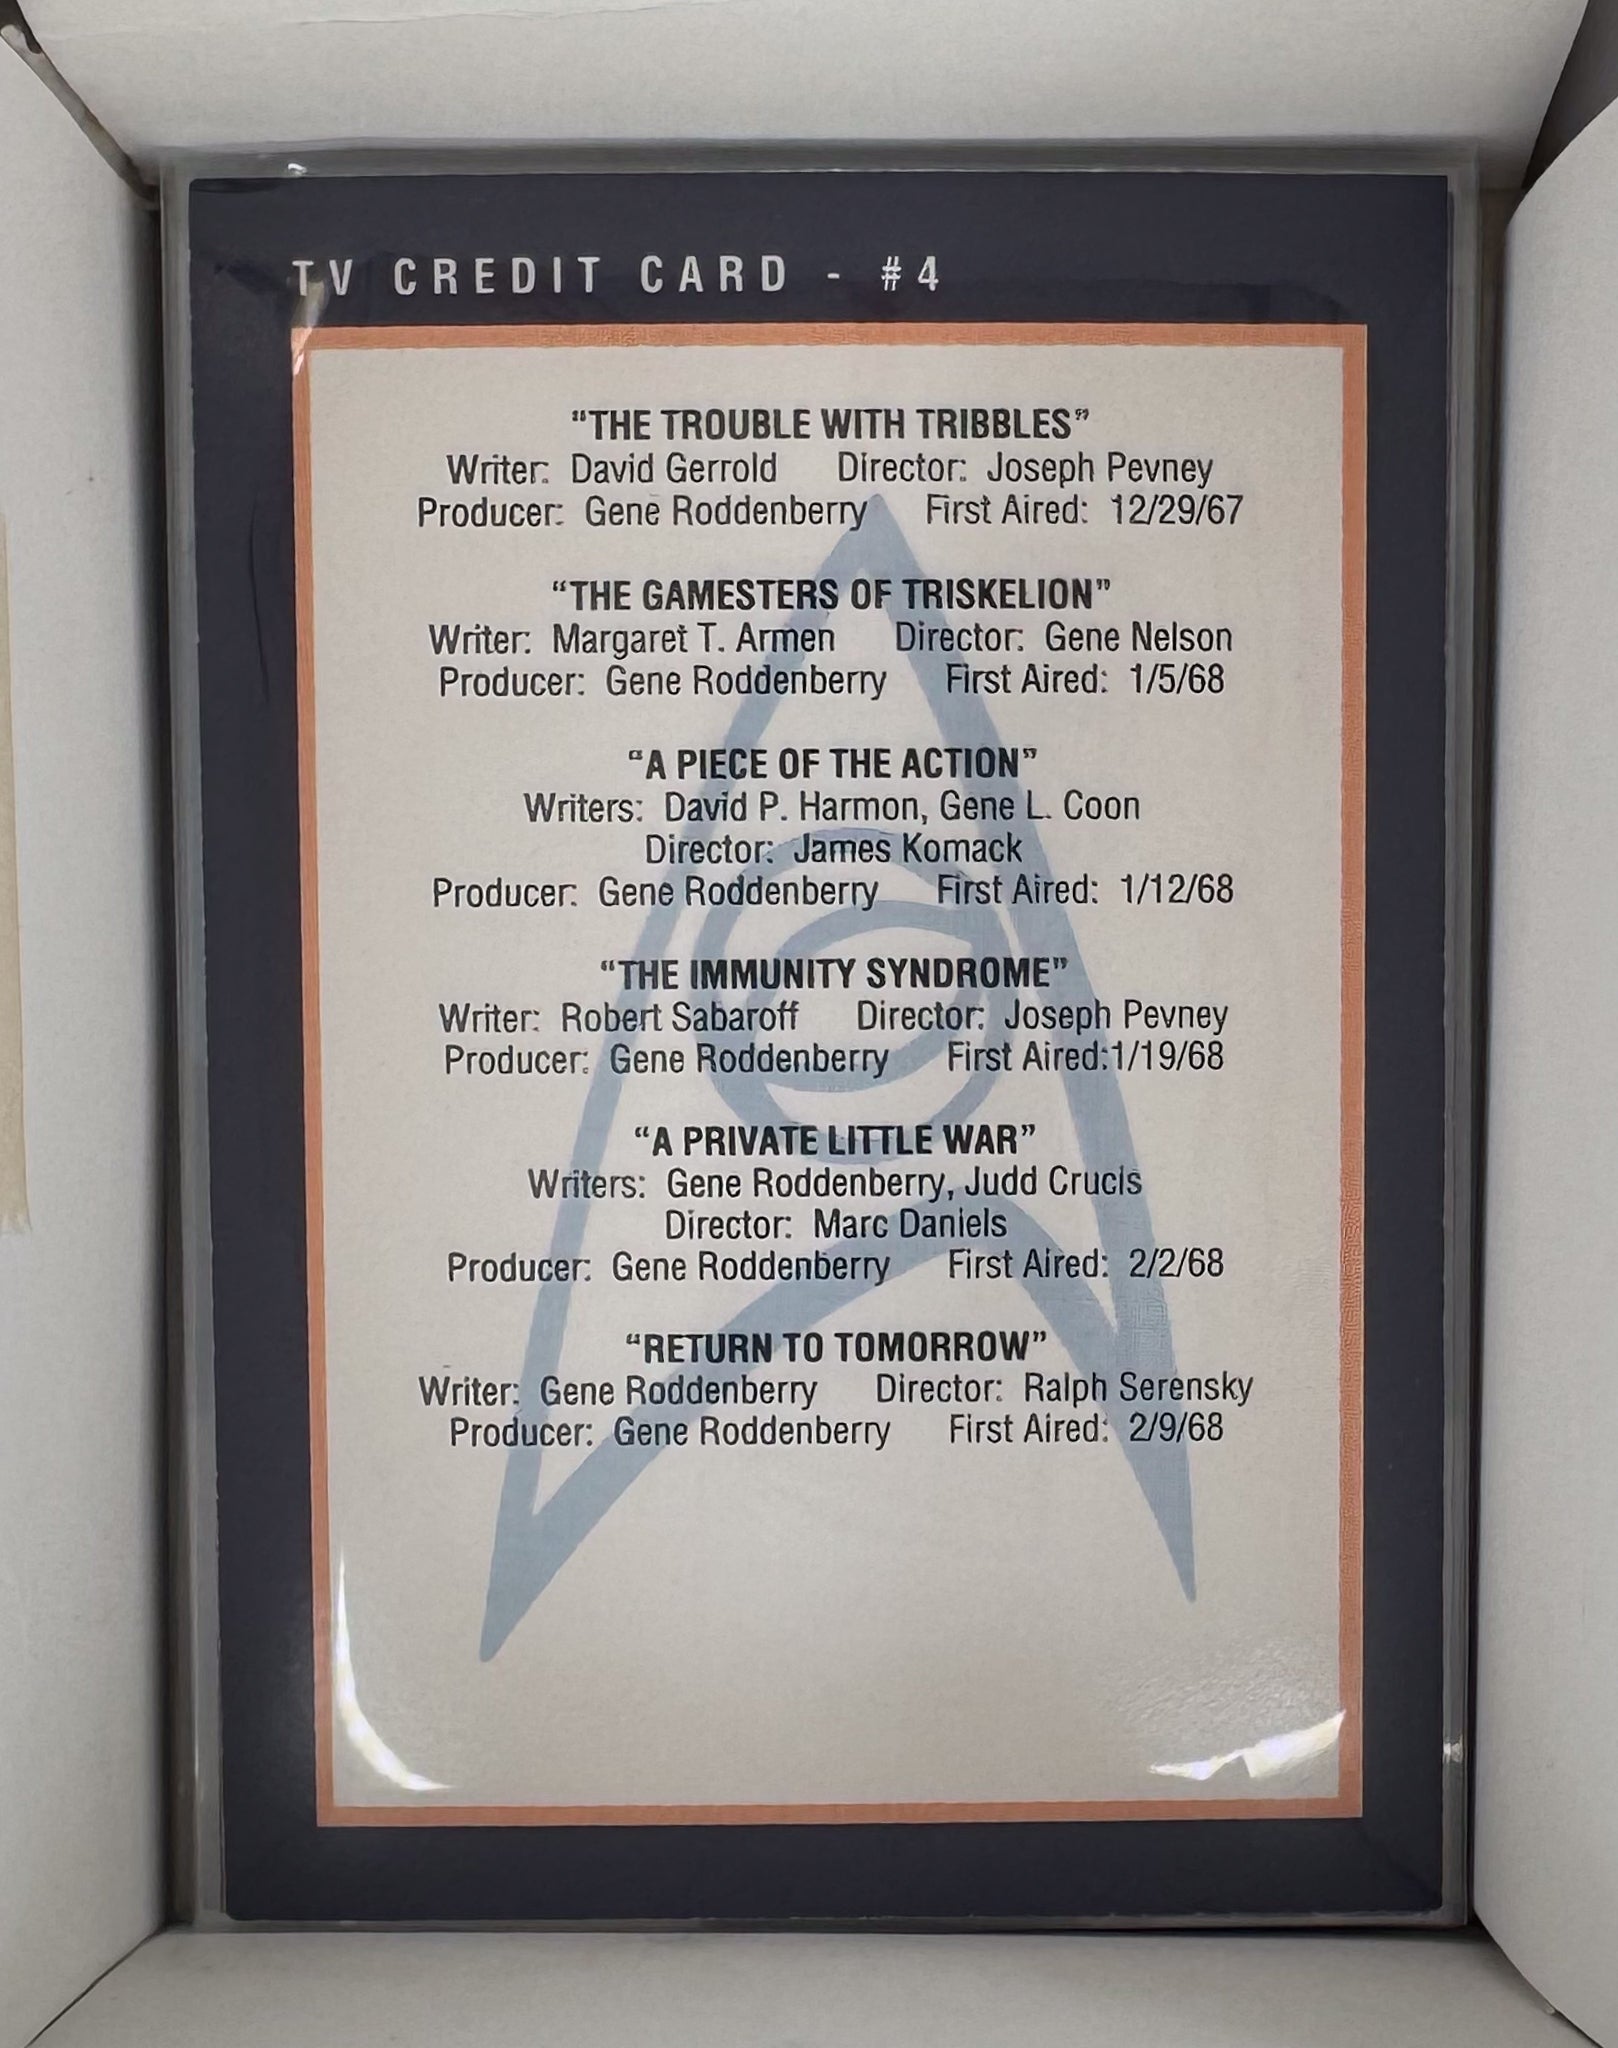 TV CREDIT CARD - #4
"THE TROUBLE WITH TRIBBLES"
Writer: David Gerrold Director: Joseph Pevney
Producer: Gene Roddenberry First Aired: 12/29/67
"THE GAMESTERS OF TRISKELION"
Writer: Margaret T. Armen Director: Gene Nelson
Producer: Gene Roddenberry First Aired: 1/5/68
"A PIECE OF THE ACTION"
Writers: David P. Harmon, Gene L. Coon
Director: James Komack
Producer: Gene Roddenberry First Aired: 1/12/68
"THE IMMUNITY SYNDROME"
Writer: Robert Sabaroff Director: Joseph Pevney
Producer: Gene Roddenberry First Aired:1/19/68
"A PRIVATE LITTLE WAR"
Writers: Gene Roddenberry, Judd Crucis
Director: Marc Daniels
Producer: Gene Roddenberry First Aired: 2/2/68
"RETURN TO TOMORROW"
Writer: Gene Roddenberry Director: Ralph Serensky
Producer: Gene Roddenberry First Aired: 2/9/68